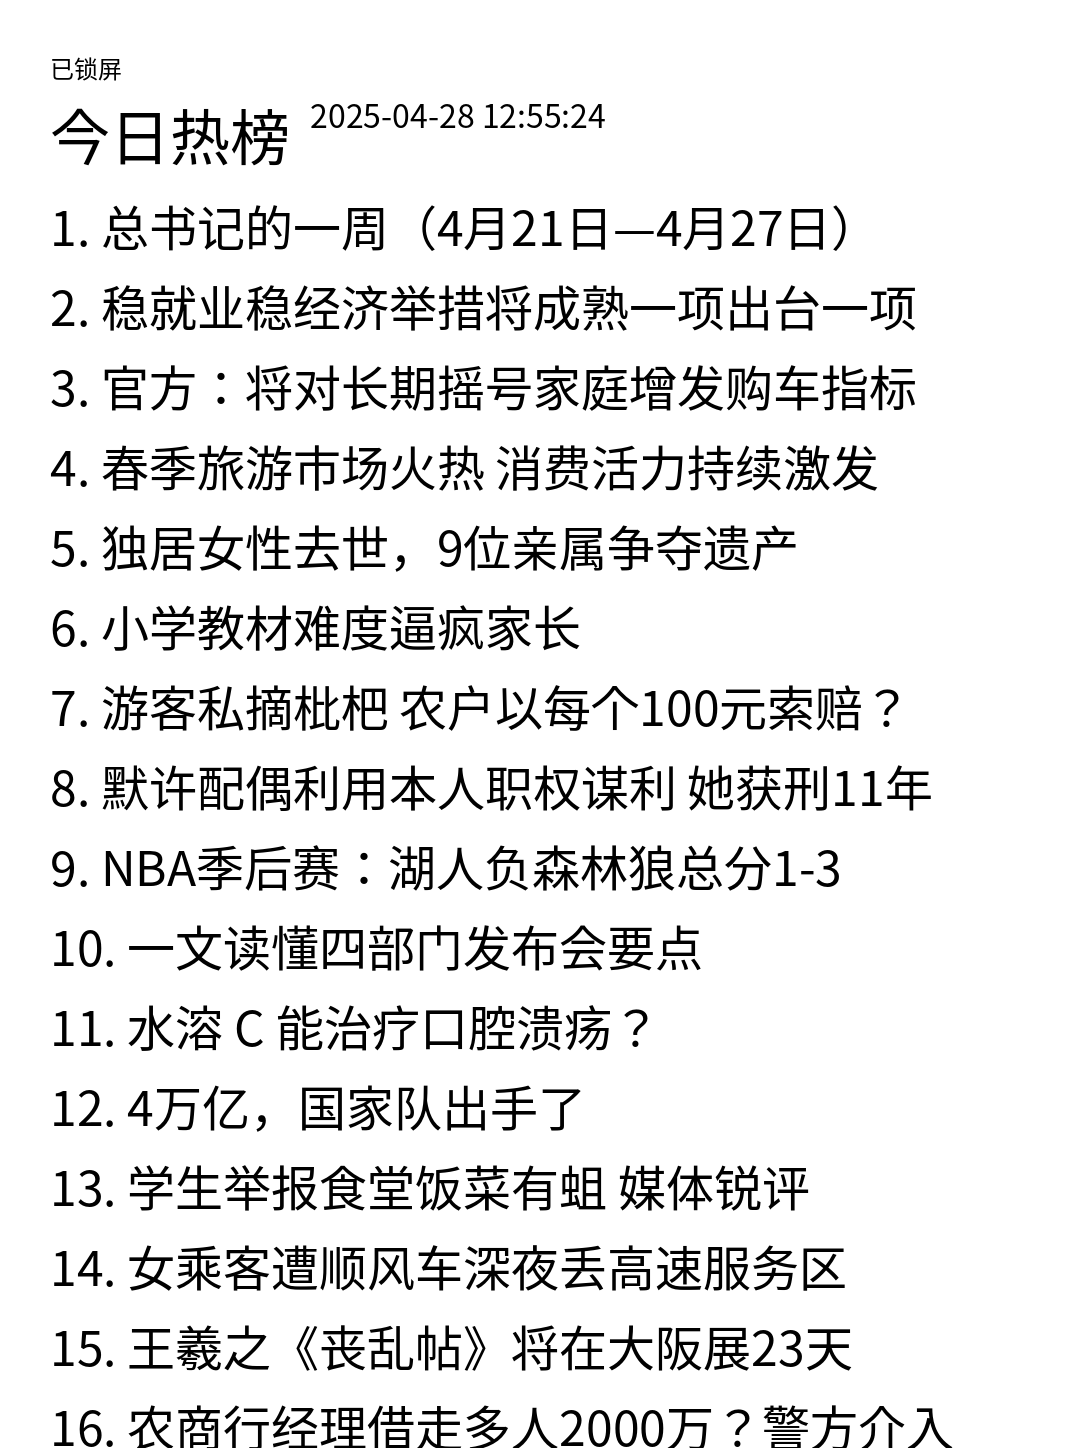 已锁屏
今日热榜 2025-04-28 12:55:24
1. 总书记的一周（4月21日—4月27日）
2. 稳就业稳经济举措将成熟一项出台一项
3. 官方：将对长期摇号家庭增发购车指标
4. 春季旅游市场火热 消费活力持续激发
5. 独居女性去世，9位亲属争夺遗产
6. 小学教材难度逼疯家长
7. 游客私摘枇杷 农户以每个100元索赔？
8. 默许配偶利用本人职权谋利 她获刑11年
9. NBA季后赛：湖人负森林狼总分1-3
10. 一文读懂四部门发布会要点
11. 水溶 C 能治疗口腔溃疡？
12. 4万亿，国家队出手了
13. 学生举报食堂饭菜有蛆 媒体锐评
14. 女乘客遭顺风车深夜丢高速服务区
15. 王羲之《丧乱帖》将在大阪展23天
16. 农商行经理借走多人2000万？警方介入